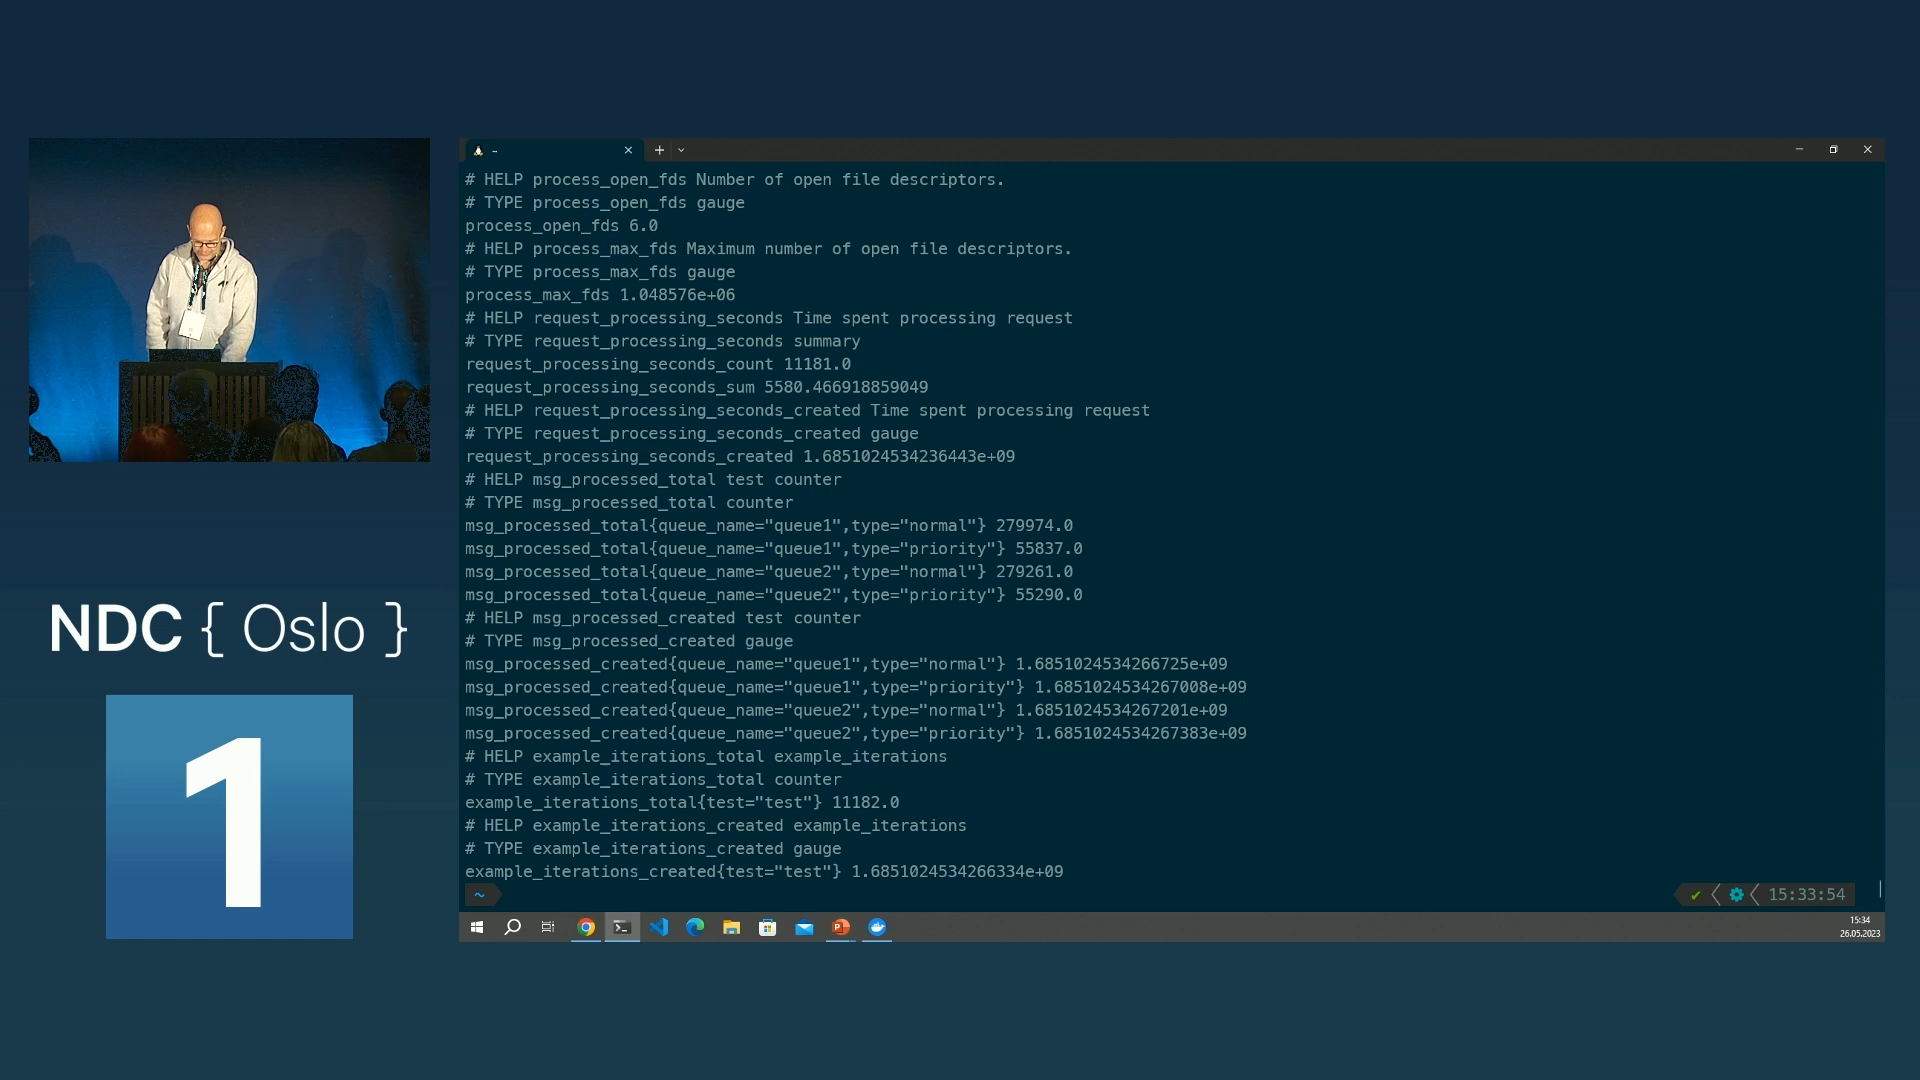 ~
# HELP process_open_fds Number of open file descriptors.
# TYPE process_open_fds gauge
process_open_fds 6.0
# HELP process_max_fds Maximum number of open file descriptors.
# TYPE process_max_fds gauge
process_max_fds 1.048576e+06
# HELP request_processing_seconds Time spent processing request
# TYPE request_processing_seconds summary
request_processing_seconds_count 11181.0
request_processing_seconds_sum 5580.466918859049
# HELP request_processing_seconds_created Time spent processing request
# TYPE request_processing_seconds_created gauge
request_processing_seconds_created 1.6851024534236443e+09
# HELP msg_processed_total test counter
# TYPE msg_processed_total counter
msg_processed_total{queue_name="queue1",type="normal"} 279974.0
msg_processed_total{queue_name="queue1",type="priority"} 55837.0
msg_processed_total{queue_name="queue2",type="normal"} 279261.0
msg_processed_total{queue_name="queue2",type="priority"} 55290.0
# HELP msg_processed_created test counter
# TYPE msg_processed_created gauge
msg_processed_created{queue_name="queue1",type="normal"} 1.6851024534266725e+09
msg_processed_created{queue_name="queue1",type="priority"} 1.6851024534267008e+09
msg_processed_created{queue_name="queue2",type="normal"} 1.6851024534267201e+09
msg_processed_created{queue_name="queue2",type="priority"} 1.6851024534267383e+09
# HELP example_iterations_total example_iterations
# TYPE example_iterations_total counter
example_iterations_total{test="test"} 11182.0
# HELP example_iterations_created example_iterations
# TYPE example_iterations_created gauge
example_iterations_created{test="test"} 1.6851024534266334e+09
~ 15:33:54
15:34
26.05.2023
NDC { Oslo }
1